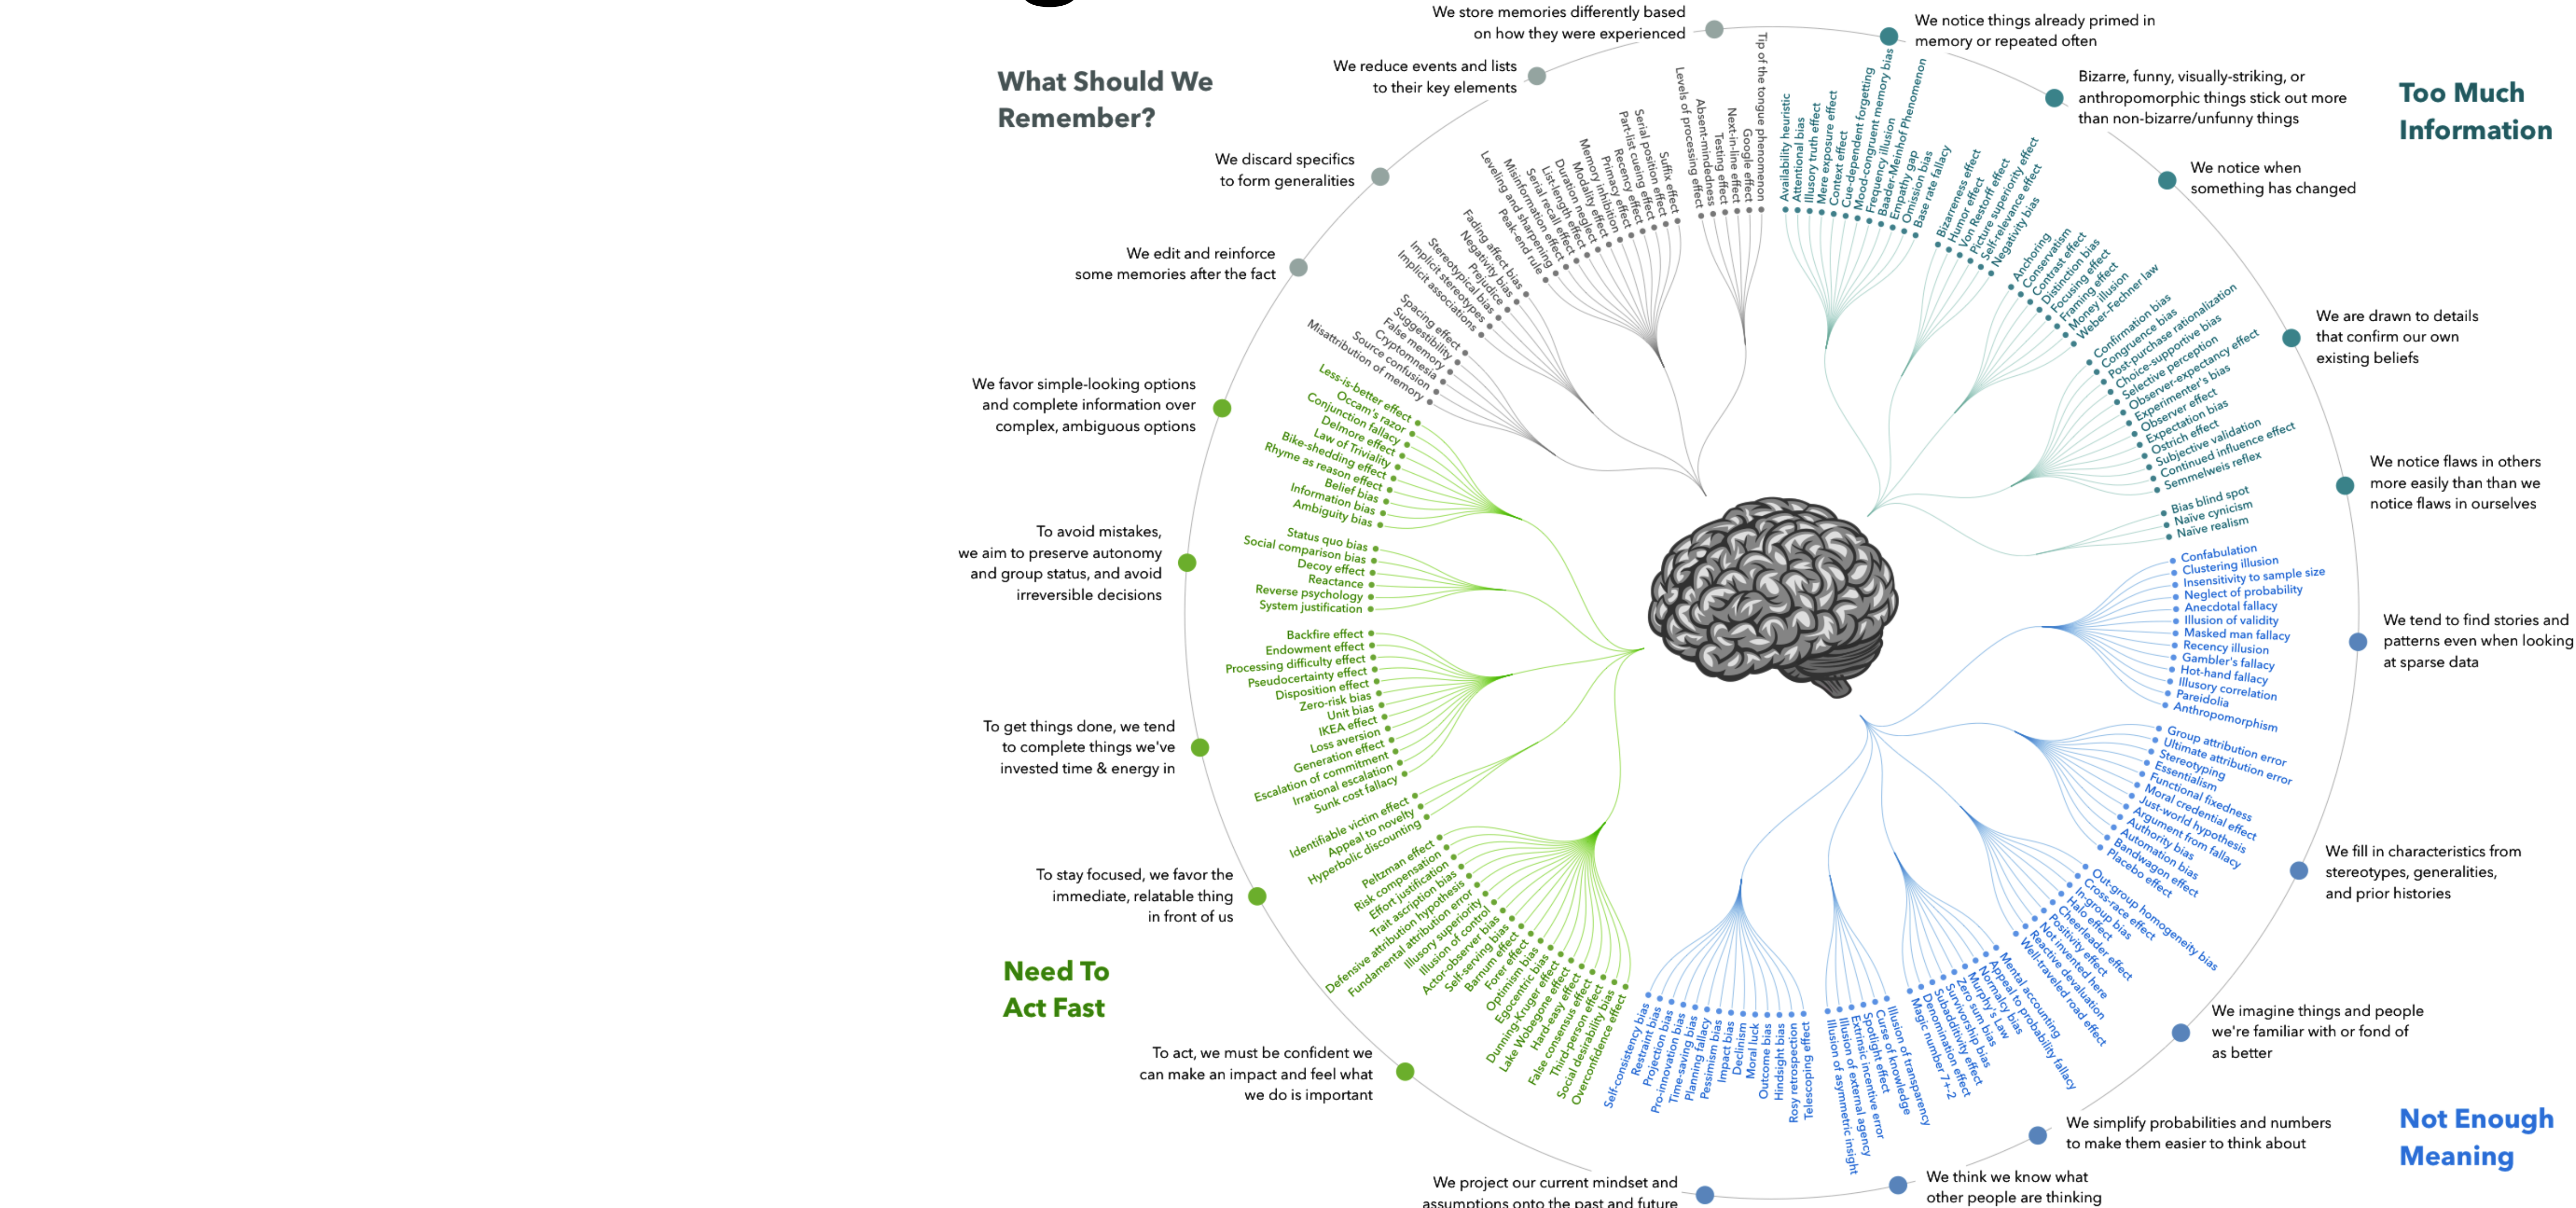 We store memories differently based
on how they were experienced
We reduce events and lists
to their key elements
What Should We
Remember?
We discard specifics
to form generalities
We edit and reinforce
some memories after the fact
We favor simple-looking options
and complete information over
complex, ambiguous options
To avoid mistakes,
we aim to preserve autonomy
and group status, and avoid
irreversible decisions
To get things done, we tend
to complete things we've
invested time & energy in
To stay focused, we favor the
immediate, relatable thing
in front of us
Need To
Act Fast
To act, we must be confident we
can make an impact and feel what
we do is important
We project our current mindset and
assumptions onto the past and future
We notice things already primed in
memory or repeated often
Bizarre, funny, visually-striking, or
anthropomorphic things stick out more
than non-bizarre/unfunny things
Too Much
Information
We notice when
something has changed
We are drawn to details
that confirm our own
existing beliefs
We notice flaws in others
more easily than than we
notice flaws in ourselves
We tend to find stories and
patterns even when looking
at sparse data
We fill in characteristics from
stereotypes, generalities,
and prior histories
We imagine things and people
we're familiar with or fond of
as better
We simplify probabilities and numbers
to make them easier to think about
Not Enough
Meaning
We think we know what
other people are thinking
Availability heuristic
Attentional bias
Illusory truth effect
Mere exposure effect
Context effect
Cue-dependent forgetting
Mood-congruent memory bias
Frequency illusion
Baader-Meinhof Phenomenon
Empathy gap
Omission bias
Base rate fallacy
Bizarreness effect
Humor effect
Von Restorff effect
Picture superiority effect
Self-relevance effect
Negativity bias
Anchoring
Conservatism
Contrast effect
Distinction bias
Focusing effect
Framing effect
Money illusion
Weber-Fechner law
Confirmation bias
Congruence bias
Post-purchase rationalization
Choice-supportive bias
Selective perception
Observer-expectancy effect
Experimenter's bias
Observer effect
Expectation bias
Ostrich effect
Subjective validation
Continued influence effect
Semmelweis reflex
Bias blind spot
Naïve cynicism
Naïve realism
Confabulation
Clustering illusion
Insensitivity to sample size
Neglect of probability
Anecdotal fallacy
Illusion of validity
Masked man fallacy
Recency illusion
Gambler's fallacy
Hot-hand fallacy
Illusory correlation
Pareidolia
Anthropomorphism
Group attribution error
Ultimate attribution error
Stereotyping
Essentialism
Functional fixedness
Moral credential effect
Just-world hypothesis
Argument from fallacy
Authority bias
Automation bias
Bandwagon effect
Placebo effect
Out-group homogeneity bias
Cross-race effect
In-group bias
Halo effect
Cheerleader effect
Positivity effect
Not invented here
Reactive devaluation
Well-traveled road effect
Mental accounting
Appeal to probability fallacy
Normalcy bias
Murphy's Law
Zero sum bias
Survivorship bias
Subadditivity effect
Denomination effect
Magic number 7+-2
Illusion of transparency
Curse of knowledge
Spotlight effect
Extrinsic incentive error
Illusion of external agency
Illusion of asymmetric insight
Telescoping effect
Rosy retrospection
Hindsight bias
Outcome bias
Moral luck
Declinism
Impact bias
Pessimism bias
Planning fallacy
Time-saving bias
Pro-innovation bias
Projection bias
Restraint bias
Self-consistency bias
Overconfidence effect
Social desirability bias
Third-person effect
False consensus effect
Hard-easy effect
Lake Wobegone effect
Dunning-Kruger effect
Egocentric bias
Optimism bias
Forer effect
Barnum effect
Self-serving bias
Actor-observer bias
Illusion of control
Illusory superiority
Fundamental attribution error
Defensive attribution hypothesis
Trait ascription bias
Effort justification
Risk compensation
Peltzman effect
Hyperbolic discounting
Appeal to novelty
Identifiable victim effect
Sunk cost fallacy
Irrational escalation
Escalation of commitment
Generation effect
Loss aversion
IKEA effect
Unit bias
Zero-risk bias
Disposition effect
Pseudocertainty effect
Processing difficulty effect
Endowment effect
Backfire effect
System justification
Reverse psychology
Reactance
Decoy effect
Social comparison bias
Status quo bias
Ambiguity bias
Information bias
Belief bias
Rhyme as reason effect
Bike-shedding effect
Law of Triviality
Delmore effect
Conjunction fallacy
Occam's razor
Less-is-better effect
Misattribution of memory
Source confusion
Cryptomnesia
False memory
Suggestibility
Spacing effect
Implicit associations
Implicit stereotypes
Stereotypical bias
Prejudice
Negativity bias
Fading affect bias
Peak-end rule
Leveling and sharpening
Misinformation effect
Serial recall effect
List-length effect
Duration neglect
Modality effect
Memory inhibition
Primacy effect
Recency effect
Part-list cueing effect
Serial position effect
Suffix effect
Levels of processing effect
Absent-mindedness
Testing effect
Next-in-line effect
Google effect
Tip of the tongue phenomenon